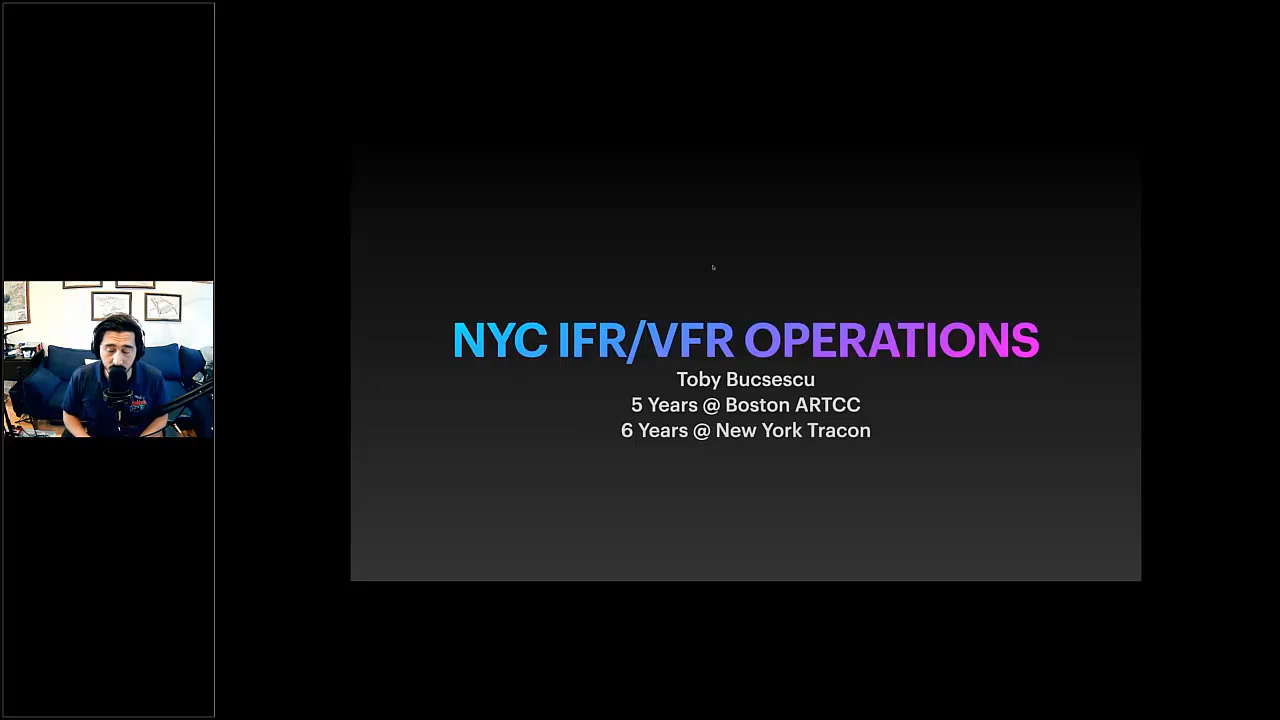 NYC IFR/VFR OPERATIONS
Toby Bucsescu
5 Years @ Boston ARTCC
6 Years @ New York Tracon